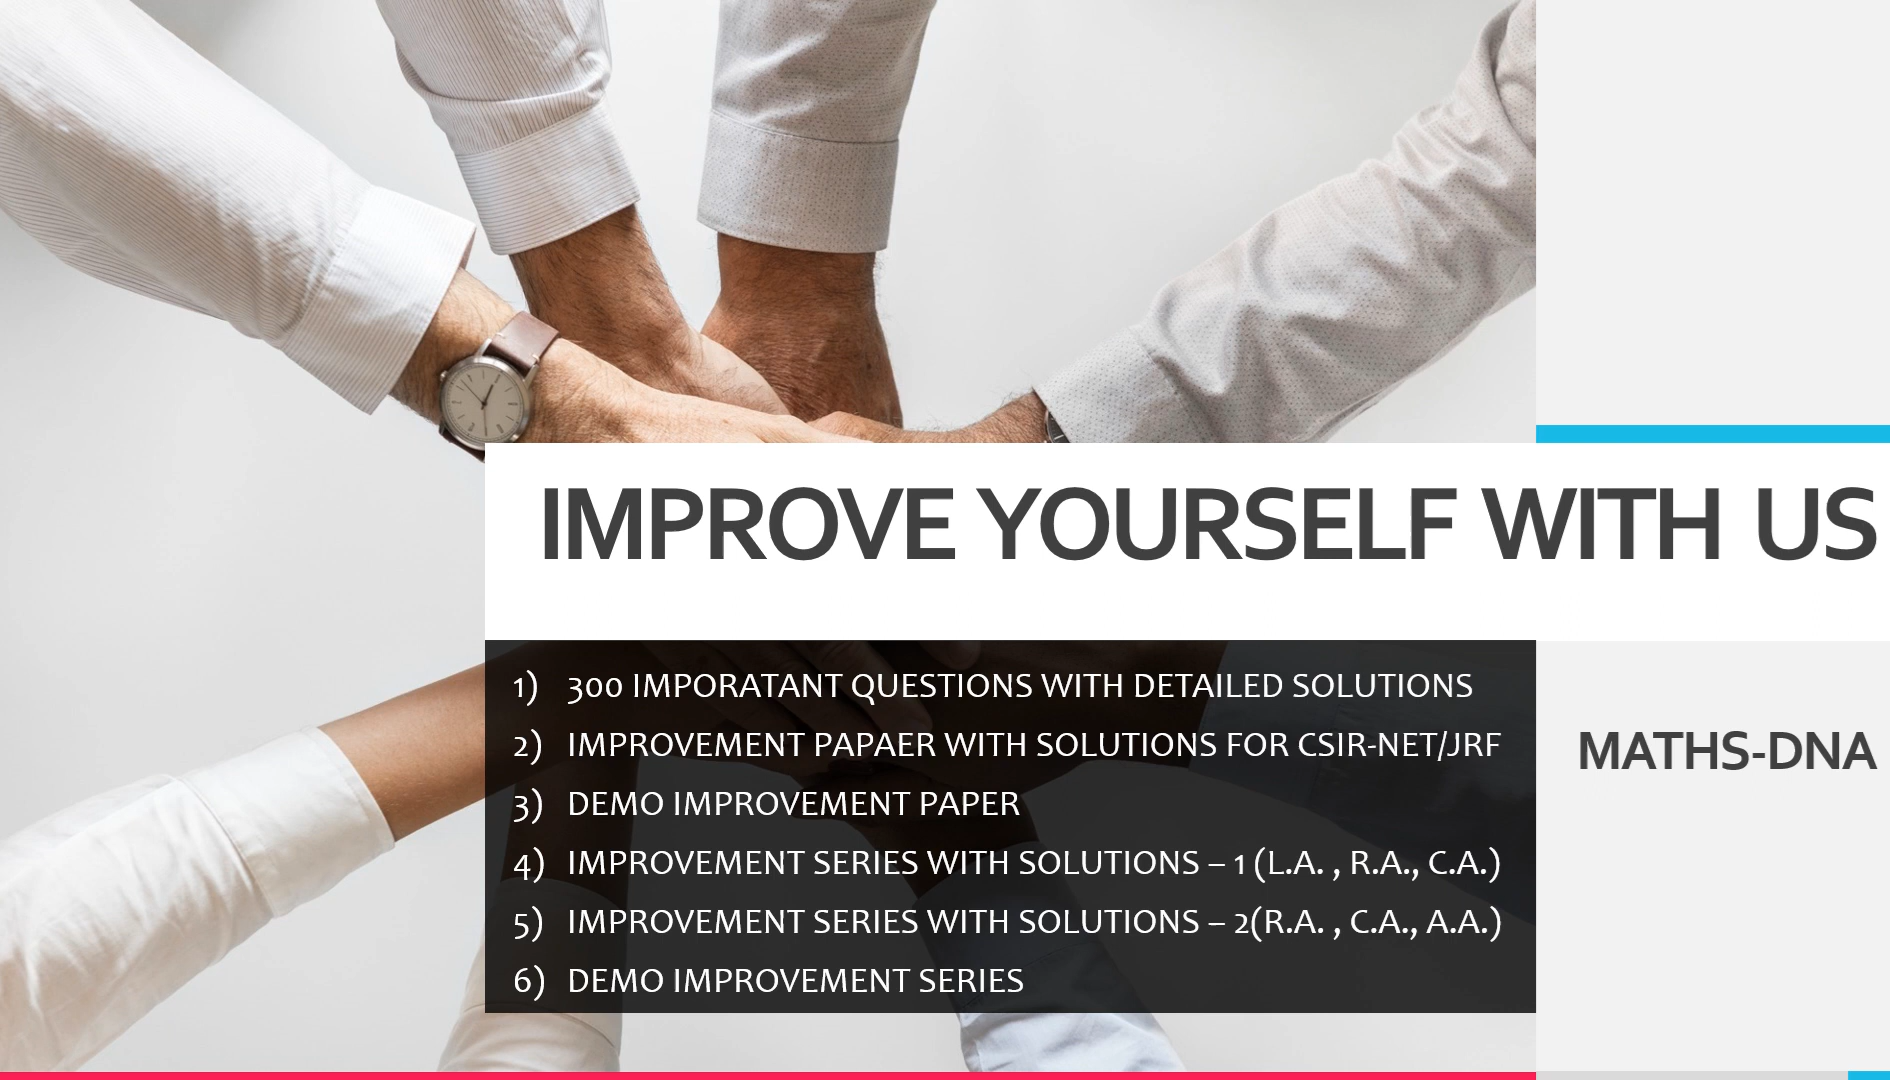 IMPROVE YOURSELF WITH US
1) 300 IMPORATANT QUESTIONS WITH DETAILED SOLUTIONS
2) IMPROVEMENT PAPAER WITH SOLUTIONS FOR CSIR-NET/JRF
3) DEMO IMPROVEMENT PAPER
4) IMPROVEMENT SERIES WITH SOLUTIONS – 1 (L.A. , R.A., C.A.)
5) IMPROVEMENT SERIES WITH SOLUTIONS – 2(R.A. , C.A., A.A.)
6) DEMO IMPROVEMENT SERIES
MATHS-DNA